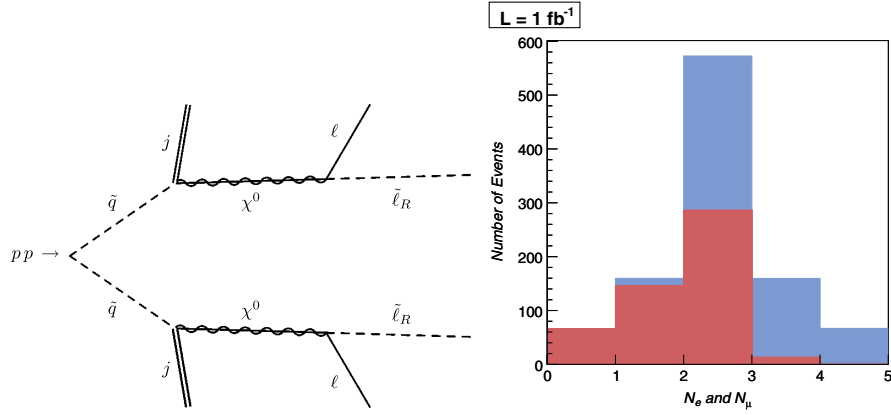 j
ℓ
q̃
χ⁰
ℓ̃_R
p p →
q̃
χ⁰
ℓ̃_R
j
ℓ
L = 1 fb⁻¹
Number of Events
600
500
400
300
200
100
0
0 1 2 3 4 5
N_e and N_μ